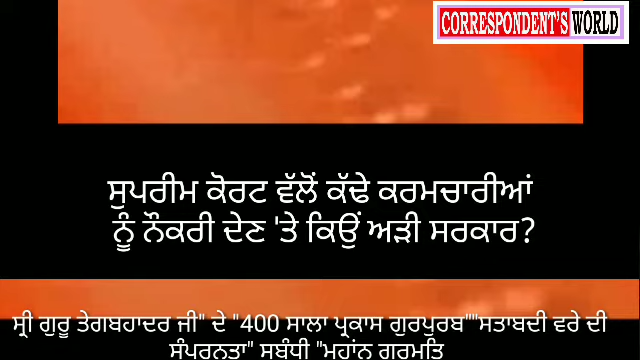 CORRESPONDENT'S WORLD
ਸੁਪਰੀਮ ਕੋਰਟ ਵੱਲੋਂ ਕੱਢੇ ਕਰਮਚਾਰੀਆਂ
ਨੂੰ ਨੌਕਰੀ ਦੇਣ 'ਤੇ ਕਿਉਂ ਅੜੀ ਸਰਕਾਰ?
ਸ੍ਰੀ ਗੁਰੂ ਤੇਗਬਹਾਦਰ ਜੀ" ਦੇ "400 ਸਾਲਾ ਪ੍ਰਕਾਸ ਗੁਰਪੁਰਬ""ਸਤਾਬਦੀ ਵਰੇ ਦੀ
ਸੰਪਰਨਤਾ" ਸਬੰਧੀ "ਮਹਾਂਨ ਗੁਰਮਤਿ